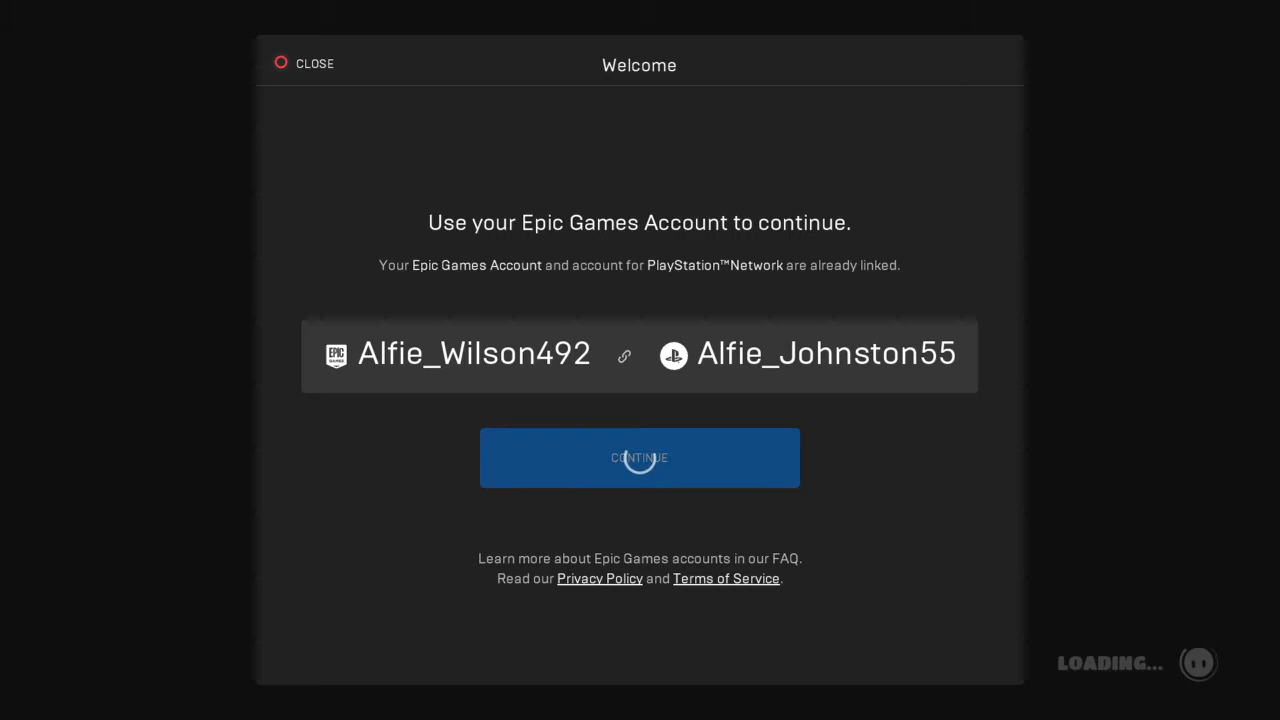 CLOSE
Welcome
Use your Epic Games Account to continue.
Your Epic Games Account and account for PlayStation™Network are already linked.
EPIC GAMES Alfie_Wilson492 Alfie_Johnston55
CONTINUE
Learn more about Epic Games accounts in our FAQ.
Read our Privacy Policy and Terms of Service.
LOADING...